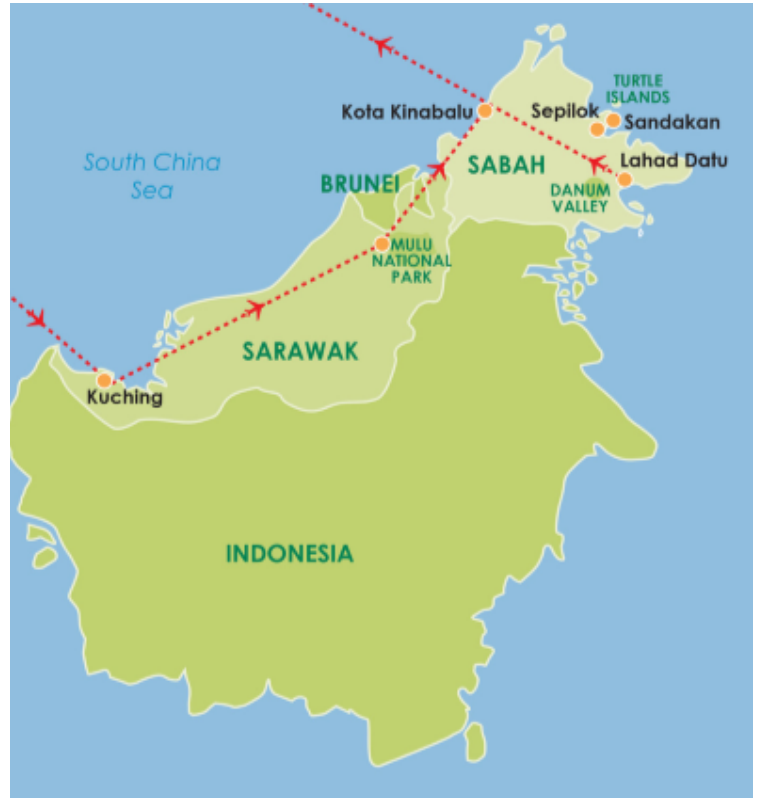 TURTLE
ISLANDS
Kota Kinabalu
Sepilok
Sandakan
South China
Sea
SABAH
Lahad Datu
BRUNEI
DANUM
VALLEY
MULU
NATIONAL
PARK
SARAWAK
Kuching
INDONESIA